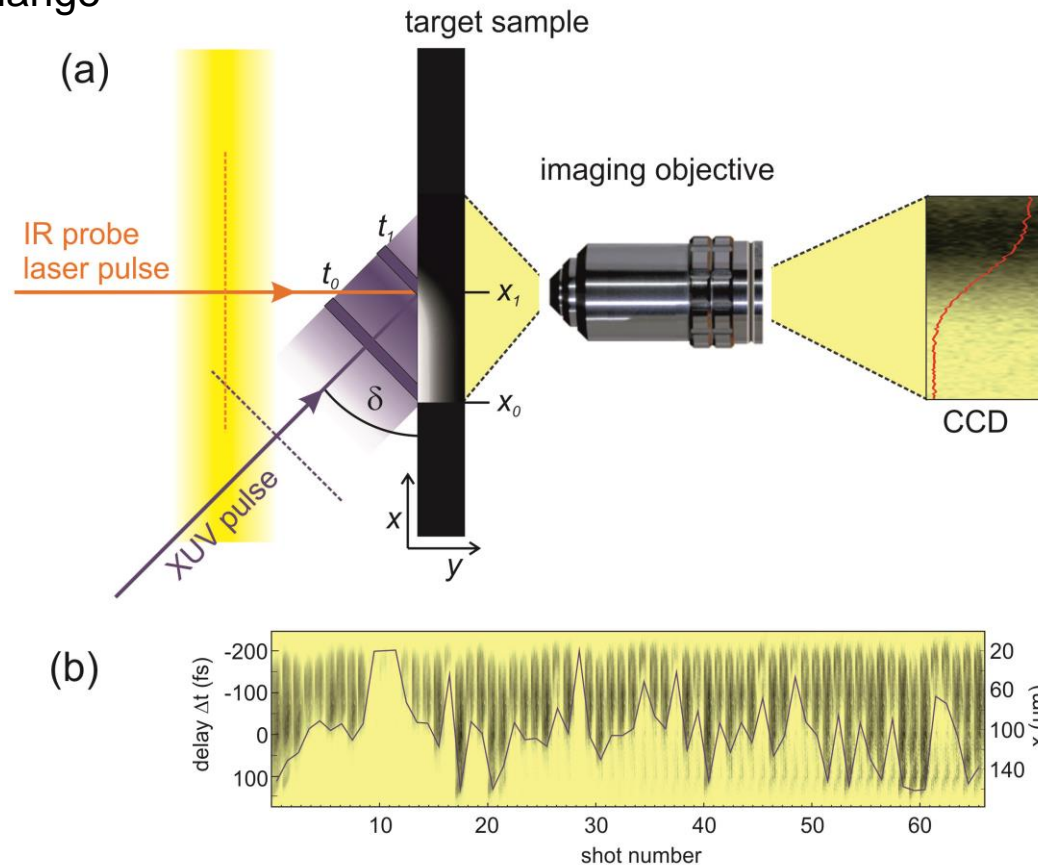 target sample
(a)
imaging objective
IR probe
laser pulse
t1
t0
x1
x0
δ
CCD
XUV pulse
x
y
(b)
delay Δt (fs)
-200
-100
0
100
20
60
100
140
10
20
30
40
50
60
shot number